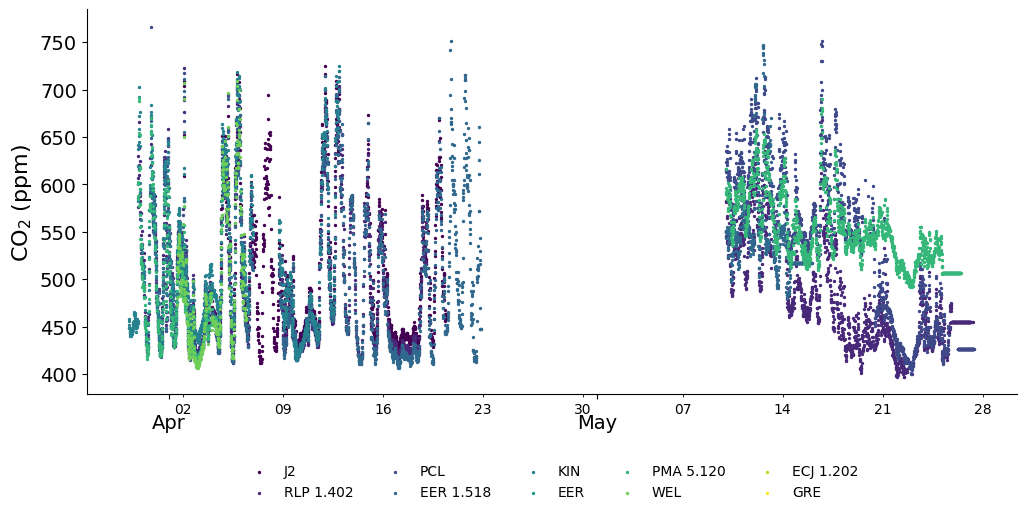 CO₂ (ppm)
750
700
650
600
550
500
450
400
02 09 16 23 30 07 14 21 28
Apr May
J2 PCL KIN PMA 5.120 ECJ 1.202
RLP 1.402 EER 1.518 EER WEL GRE